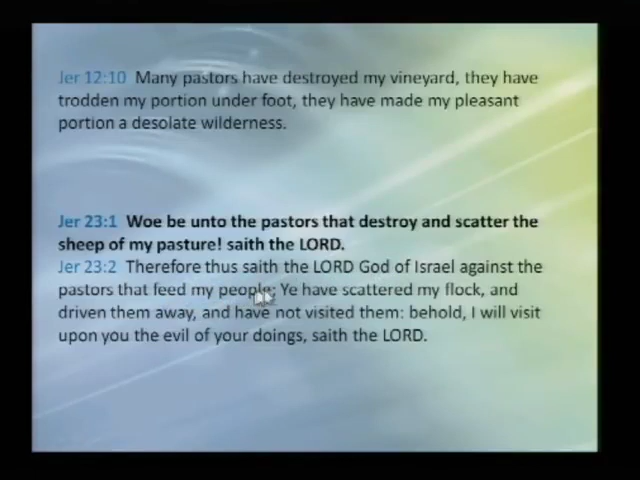 Jer 12:10 Many pastors have destroyed my vineyard, they have
trodden my portion under foot, they have made my pleasant
portion a desolate wilderness.
Jer 23:1 Woe be unto the pastors that destroy and scatter the
sheep of my pasture! saith the LORD.
Jer 23:2 Therefore thus saith the LORD God of Israel against the
pastors that feed my people; Ye have scattered my flock, and
driven them away, and have not visited them: behold, I will visit
upon you the evil of your doings, saith the LORD.